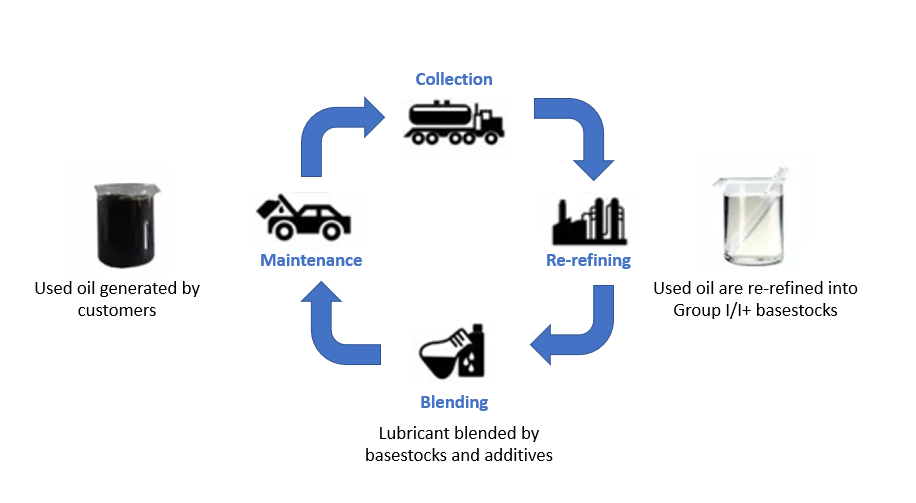 Collection
Maintenance
Re-refining
Used oil generated by
customers
Used oil are re-refined into
Group I/I+ basestocks
Blending
Lubricant blended by
basestocks and additives